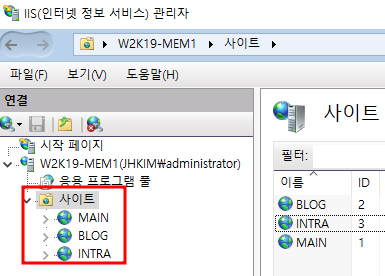 IIS(인터넷 정보 서비스) 관리자
W2K19-MEM1 ▸ 사이트 ▸
파일(F) 보기(V) 도움말(H)
연결
시작 페이지
W2K19-MEM1(JHKIM₩administrator)
응용 프로그램 풀
사이트
MAIN
BLOG
INTRA
사이트
필터:
이름 ID
BLOG 2
INTRA 3
MAIN 1